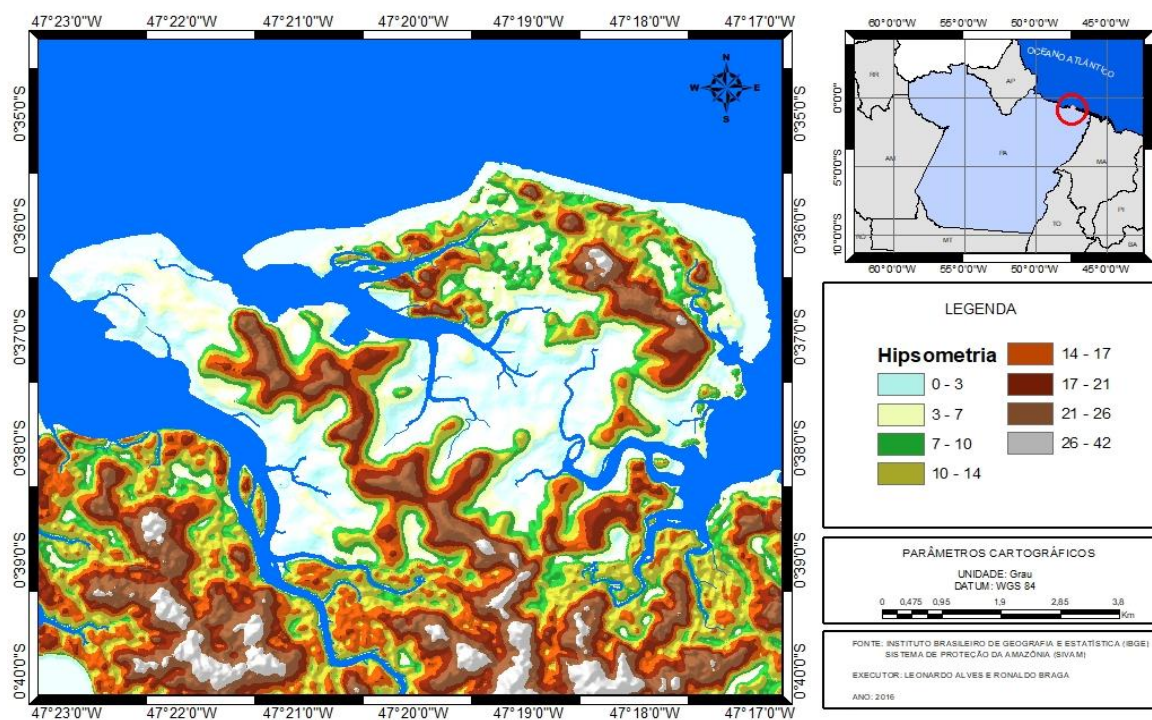 47°23'0"W 47°22'0"W 47°21'0"W 47°20'0"W 47°19'0"W 47°18'0"W 47°17'0"W
0°35'0"S 0°35'0"S
0°36'0"S 0°36'0"S
0°37'0"S 0°37'0"S
0°38'0"S 0°38'0"S
0°39'0"S 0°39'0"S
0°40'0"S 0°40'0"S
N
W E
S
47°23'0"W 47°22'0"W 47°21'0"W 47°20'0"W 47°19'0"W 47°18'0"W 47°17'0"W
60°0'0"W 55°0'0"W 50°0'0"W 45°0'0"W
OCEANO ATLÂNTICO
RR AP
0°0'0" 0°0'0"
AM PA MA
5°0'0"S 5°0'0"S
TO PI
RO MT BA
10°0'0"S 10°0'0"S
60°0'0"W 55°0'0"W 50°0'0"W 45°0'0"W
LEGENDA
Hipsometria
0 - 3
3 - 7
7 - 10
10 - 14
14 - 17
17 - 21
21 - 26
26 - 42
PARÂMETROS CARTOGRÁFICOS
UNIDADE: Grau
DATUM: WGS 84
0 0,475 0,95 1,9 2,85 3,8
Km
FONTE: INSTITUTO BRASILEIRO DE GEOGRAFIA E ESTATÍSTICA (IBGE)
SISTEMA DE PROTEÇÃO DA AMAZÔNIA (SIVAM)
EXECUTOR: LEONARDO ALVES E RONALDO BRAGA
ANO: 2016